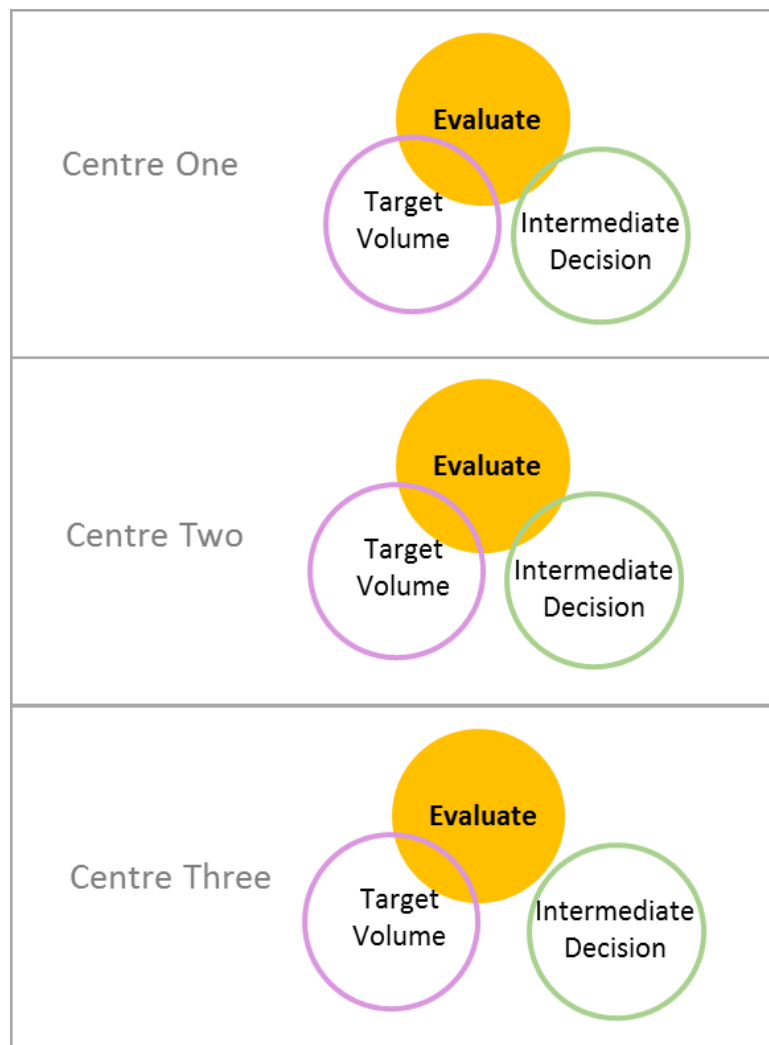 Evaluate
Centre One
Target
Volume
Intermediate
Decision
Evaluate
Centre Two
Target
Volume
Intermediate
Decision
Evaluate
Centre Three
Target
Volume
Intermediate
Decision